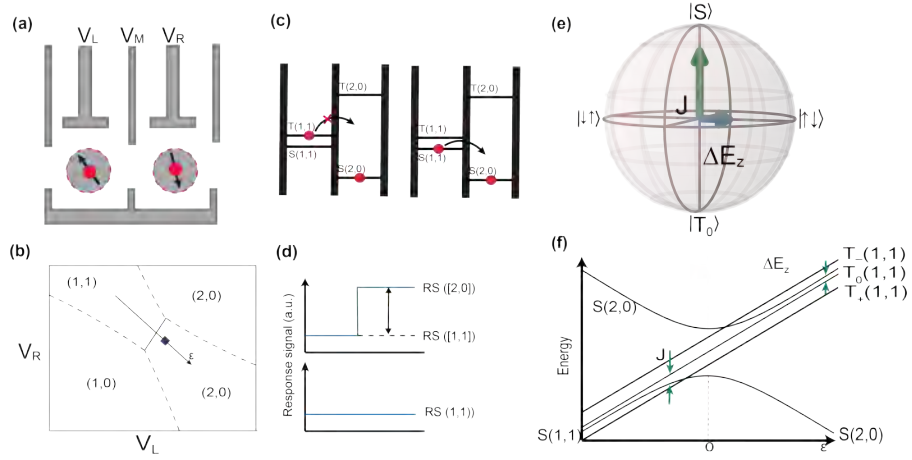 (a)
V_L V_M V_R
(b)
(1,1)
(2,0)
V_R
ε
(1,0)
(2,0)
V_L
(c)
T(2,0)
T(1,1)
S(1,1)
S(2,0)
T(2,0)
T(1,1)
S(1,1)
S(2,0)
(d)
Response signal (a.u.)
RS ([2,0])
RS ([1,1])
RS (1,1))
(e)
|S⟩
J
|↓↑⟩
|↑↓⟩
ΔE_z
|T_0⟩
(f)
ΔE_z
T_-(1,1)
T_0(1,1)
T_+(1,1)
S(2,0)
Energy
J
S(1,1)
0
ε
S(2,0)